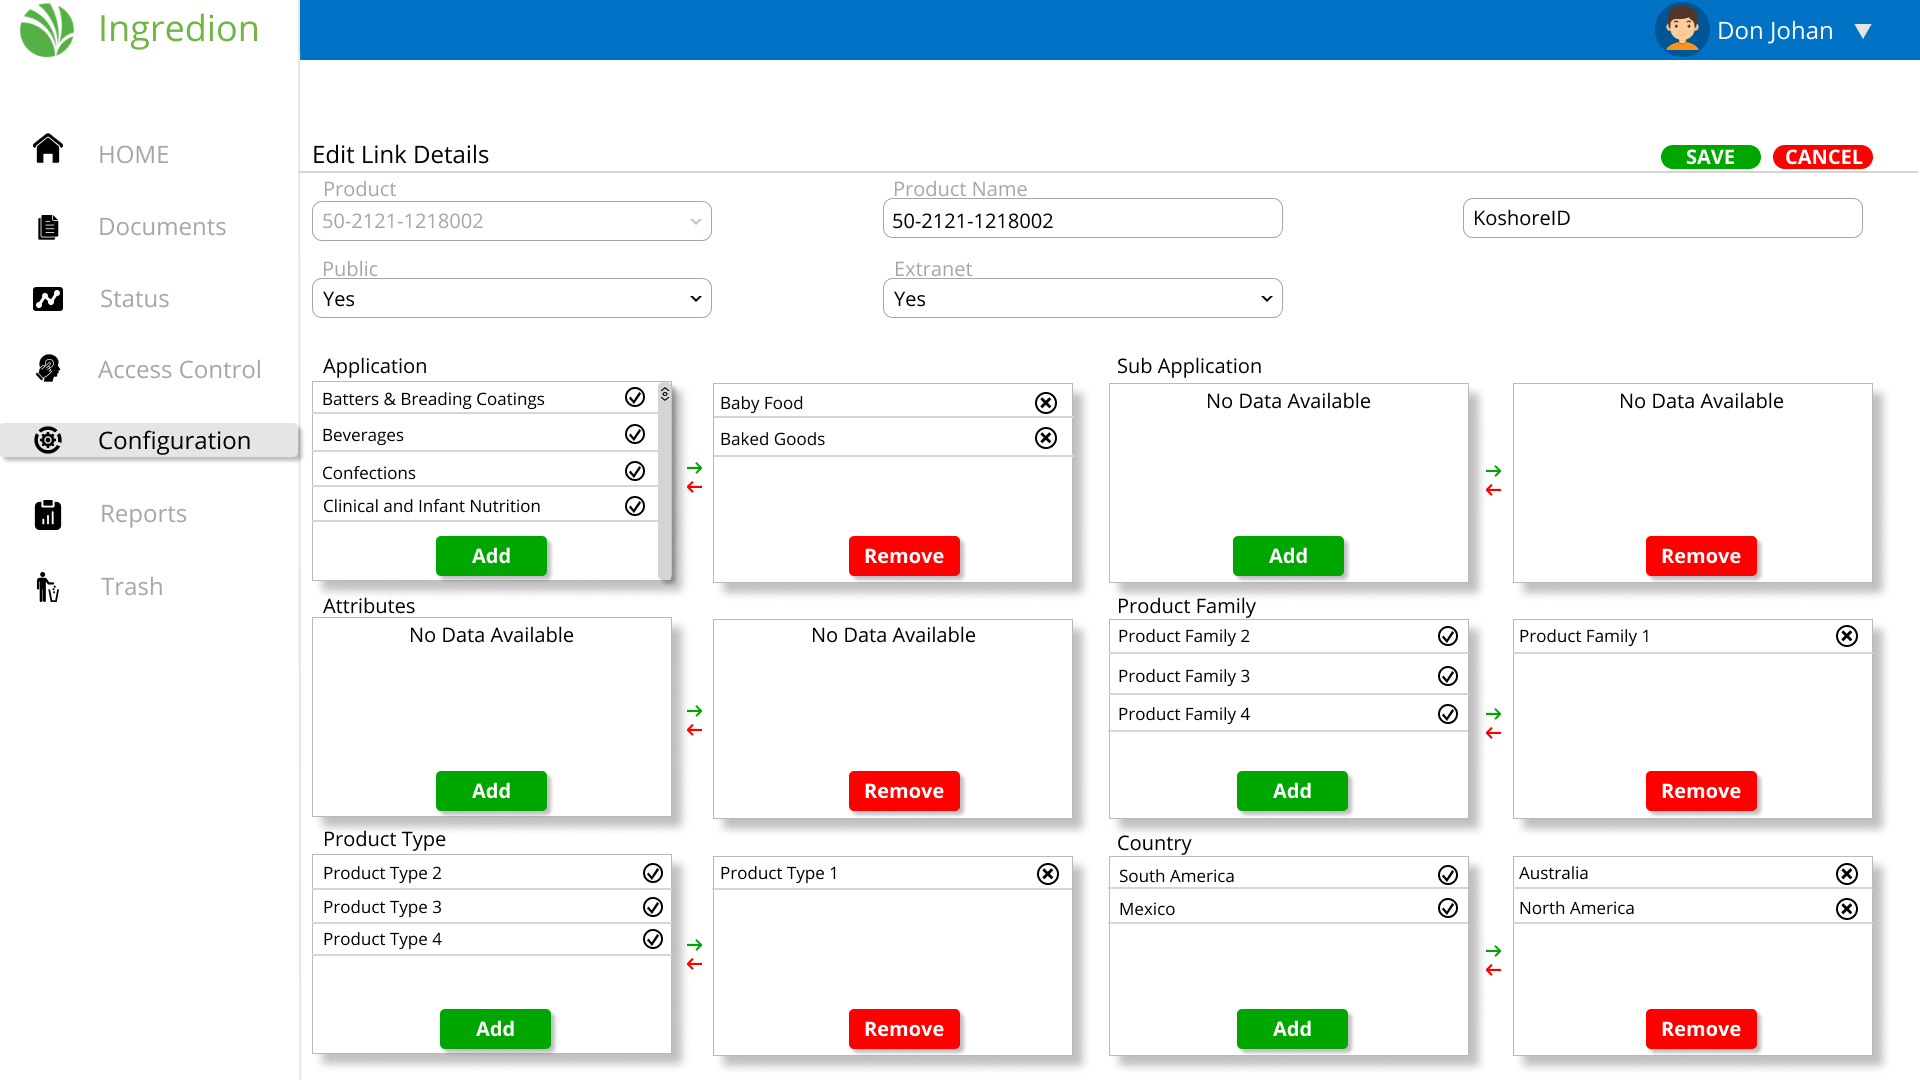 Ingredion
Don Johan
HOME
Documents
Status
Access Control
Configuration
Reports
Trash
Edit Link Details
SAVE
CANCEL
Product
50-2121-1218002
Product Name
50-2121-1218002
KoshoreID
Public
Yes
Extranet
Yes
Application
Batters & Breading Coatings
Beverages
Confections
Clinical and Infant Nutrition
Add
Baby Food
Baked Goods
Remove
Sub Application
No Data Available
Add
No Data Available
Remove
Attributes
No Data Available
Add
No Data Available
Remove
Product Family
Product Family 2
Product Family 3
Product Family 4
Add
Product Family 1
Remove
Product Type
Product Type 2
Product Type 3
Product Type 4
Add
Product Type 1
Remove
Country
South America
Mexico
Add
Australia
North America
Remove